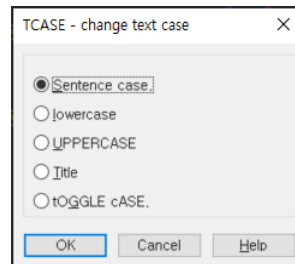 TCASE - change text case
Sentence case.
lowercase
UPPERCASE
Title
tOGGLE cASE.
OK Cancel Help